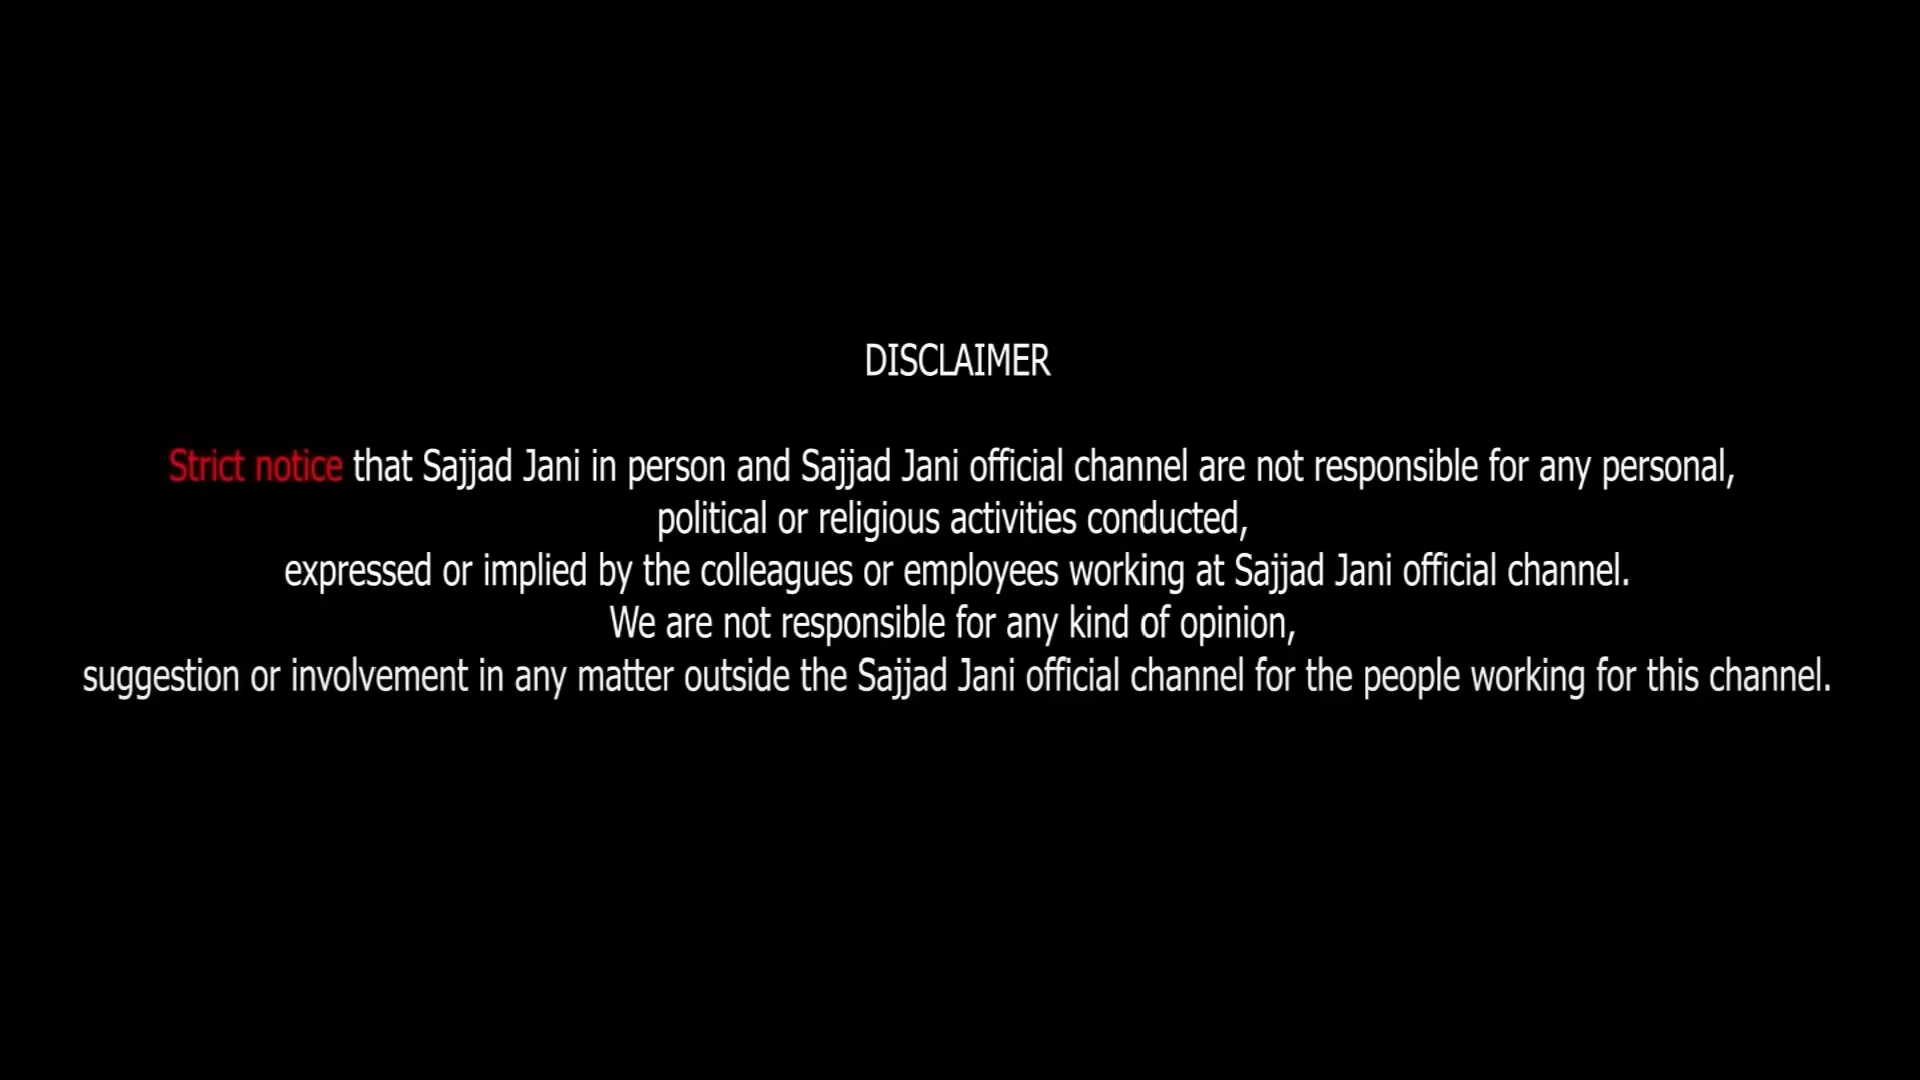 DISCLAIMER
Strict notice that Sajjad Jani in person and Sajjad Jani official channel are not responsible for any personal,
political or religious activities conducted,
expressed or implied by the colleagues or employees working at Sajjad Jani official channel.
We are not responsible for any kind of opinion,
suggestion or involvement in any matter outside the Sajjad Jani official channel for the people working for this channel.